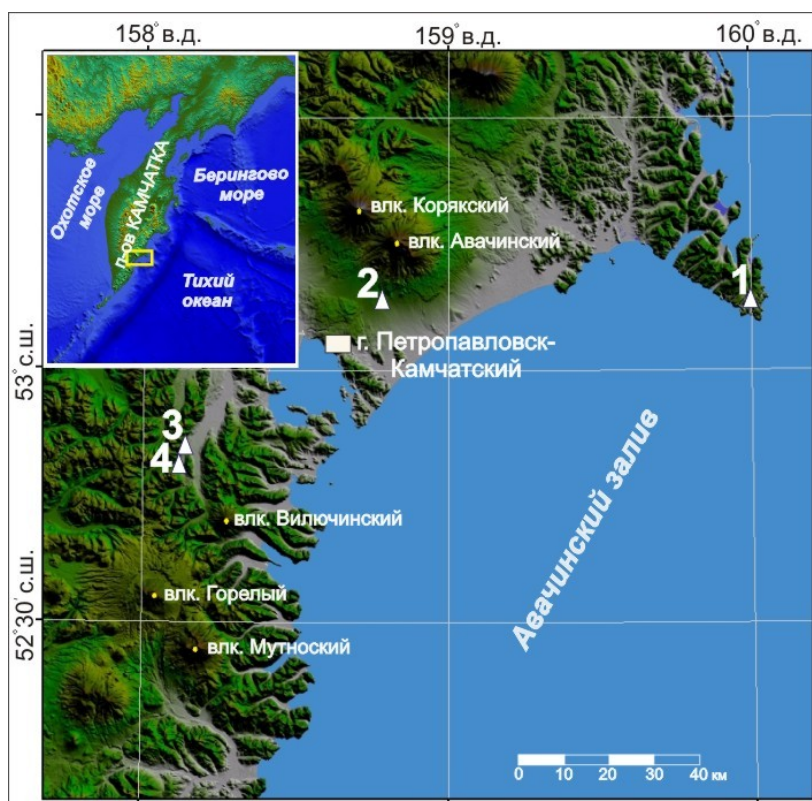 158° в.д.
159° в.д.
160° в.д.
Охотское
море
П-ов КАМЧАТКА
Берингово
море
Тихий
океан
влк. Корякский
влк. Авачинский
2
1
г. Петропавловск-
Камчатский
53° с.ш.
3
4
влк. Вилючинский
Авачинский залив
влк. Горелый
52° 30' с.ш.
влк. Мутноский
0 10 20 30 40 км